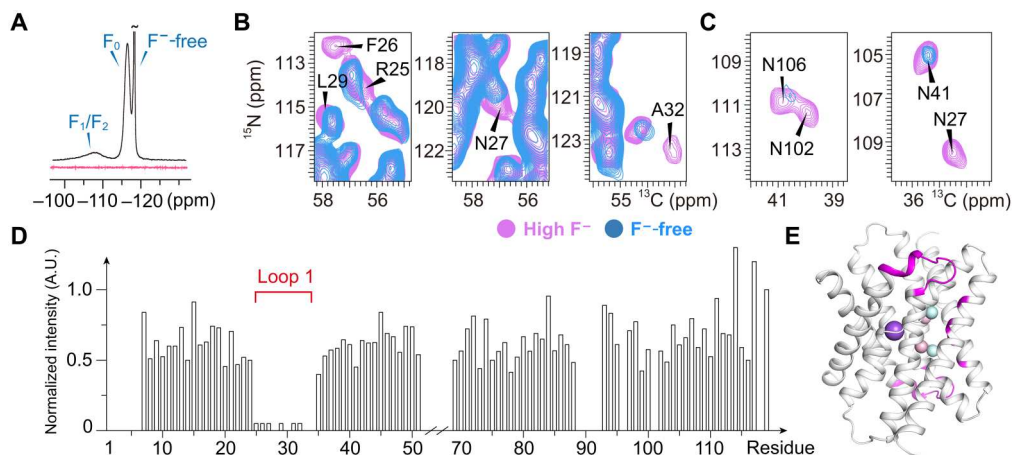 A
F₀
F⁻-free
F₁/F₂
−100 −110 −120 (ppm)
B
¹⁵N (ppm)
113
115
117
F26
R25
L29
58 56
118
120
122
N27
58 56
119
121
123
A32
55 ¹³C (ppm)
C
109
111
113
N106
N102
41 39
105
107
109
N41
N27
36 ¹³C (ppm)
High F⁻ F⁻-free
D
Normalized intensity (A.U.)
1.0
0.5
0
Loop 1
1 10 20 30 40 50 70 80 90 100 110 Residue
E